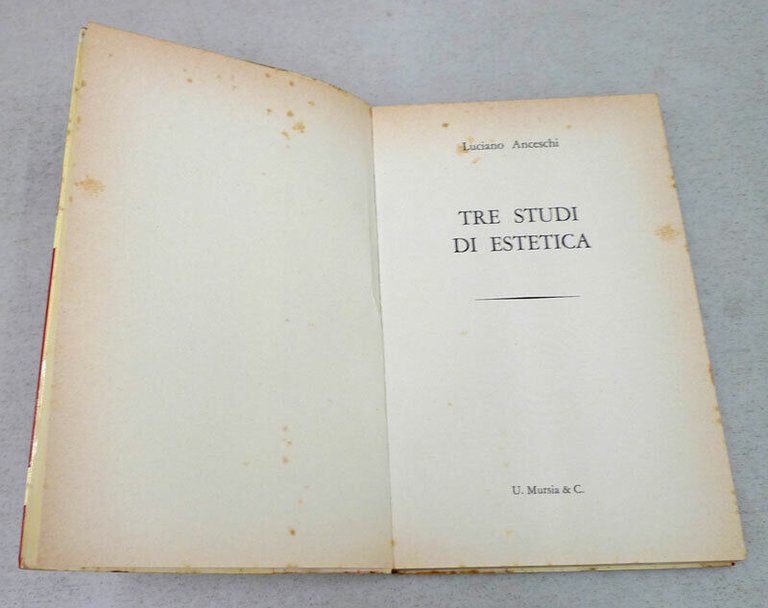 Luciano Anceschi
TRE STUDI
DI ESTETICA
U. Mursia & C.